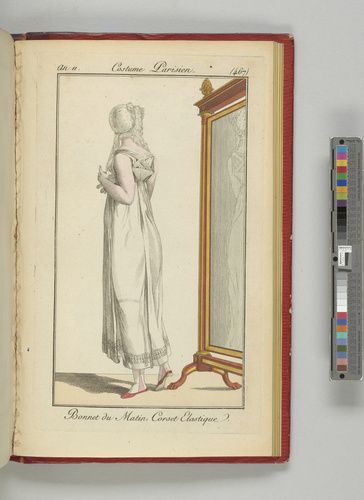 An 11. Costume Parisien. (467)
Bonnet du Matin. Corset Elastique.